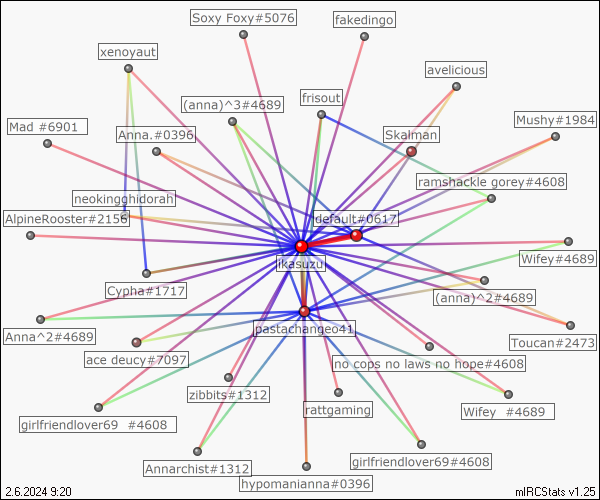 Soxy Foxy#5076
fakedingo
xenoyaut
avelicious
(anna)^3#4689
frisout
Mad #6901
Anna.#0396
Skalman
Mushy#1984
ramshackle gorey#4608
neokingghidorah
AlpineRooster#2156
!default#0617
Wifey#4689
ikasuzu
Cypha#1717
(anna)^2#4689
Anna^2#4689
pastachangeo41
Toucan#2473
ace deucy#7097
no cops no laws no hope#4608
zibbits#1312
rattgaming
Wifey  #4689
girlfriendlover69  #4608
Annarchist#1312
girlfriendlover69#4608
hypomanianna#0396
2.6.2024 9:20
mIRCStats v1.25